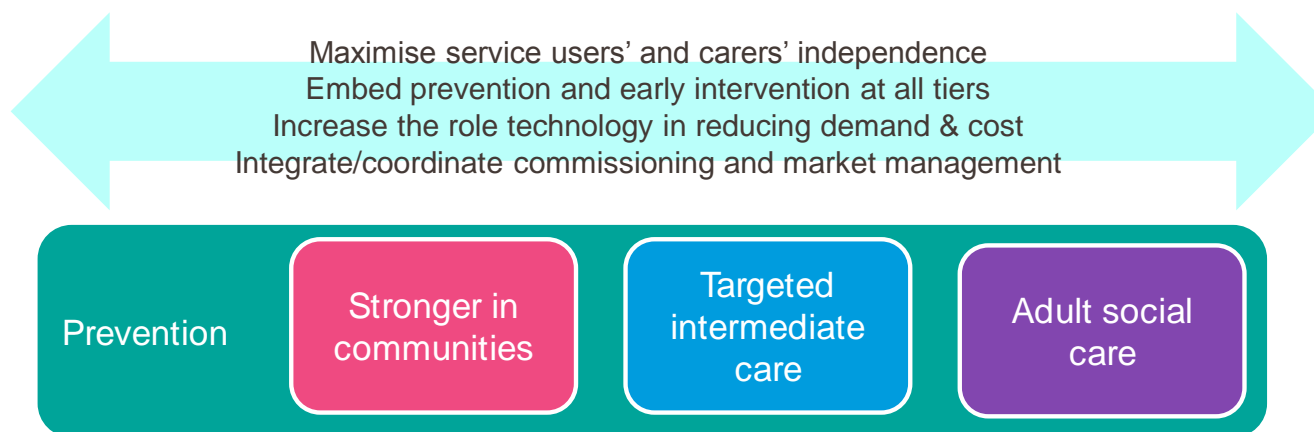 Maximise service users’ and carers’ independence
Embed prevention and early intervention at all tiers
Increase the role technology in reducing demand & cost
Integrate/coordinate commissioning and market management
Prevention
Stronger in
communities
Targeted
intermediate
care
Adult social
care